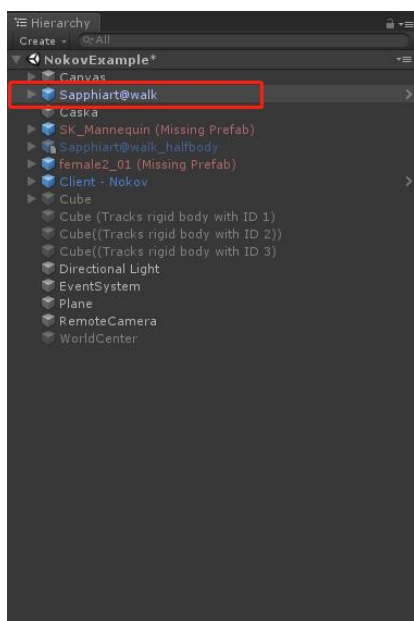 Hierarchy
Create All
NokovExample*
Canvas
Sapphiart@walk
Caska
SK_Mannequin (Missing Prefab)
Sapphiart@walk_halfbody
female2_01 (Missing Prefab)
Client - Nokov
Cube
Cube (Tracks rigid body with ID 1)
Cube((Tracks rigid body with ID 2))
Cube((Tracks rigid body with ID 3)
Directional Light
EventSystem
Plane
RemoteCamera
WorldCenter